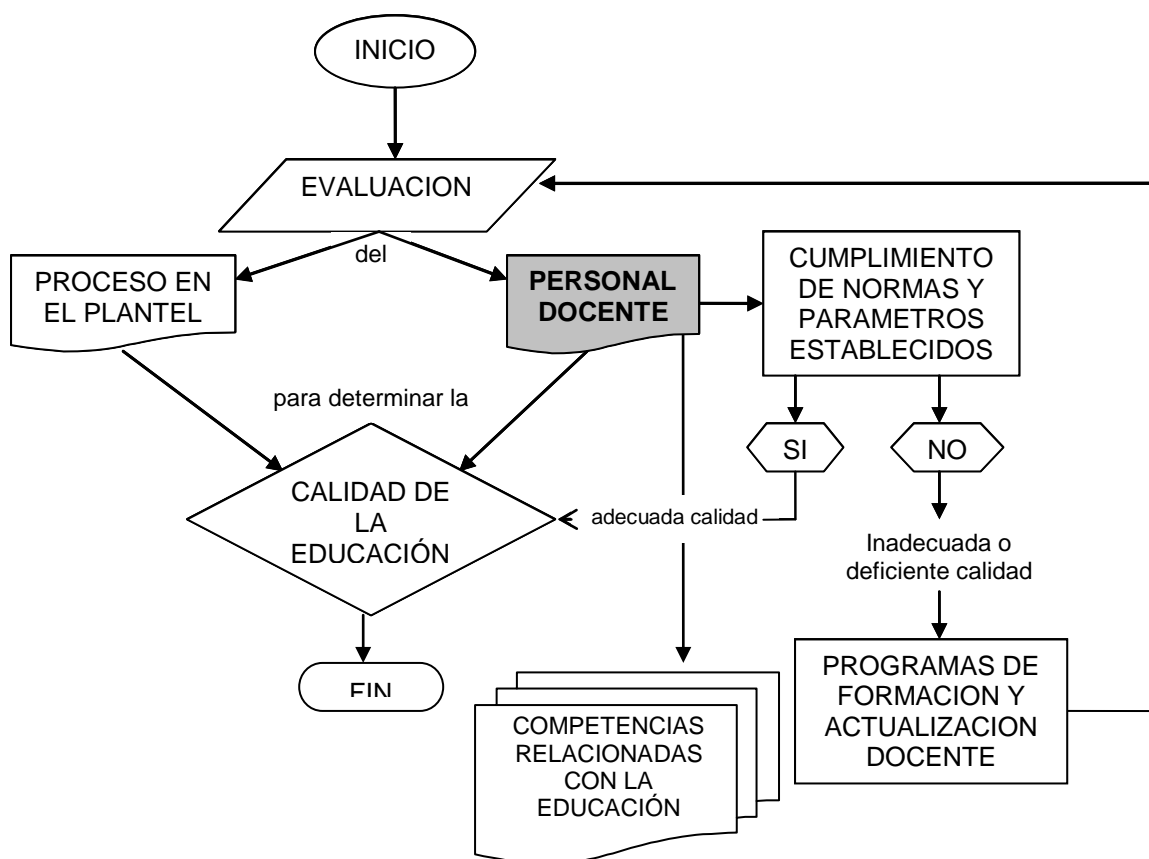 INICIO
EVALUACION
del
PROCESO EN
EL PLANTEL
PERSONAL
DOCENTE
CUMPLIMIENTO
DE NORMAS Y
PARAMETROS
ESTABLECIDOS
para determinar la
SI
NO
CALIDAD DE
LA
EDUCACIÓN
adecuada calidad
Inadecuada o
deficiente calidad
FIN
PROGRAMAS DE
FORMACION Y
ACTUALIZACION
DOCENTE
COMPETENCIAS
RELACIONADAS
CON LA
EDUCACIÓN